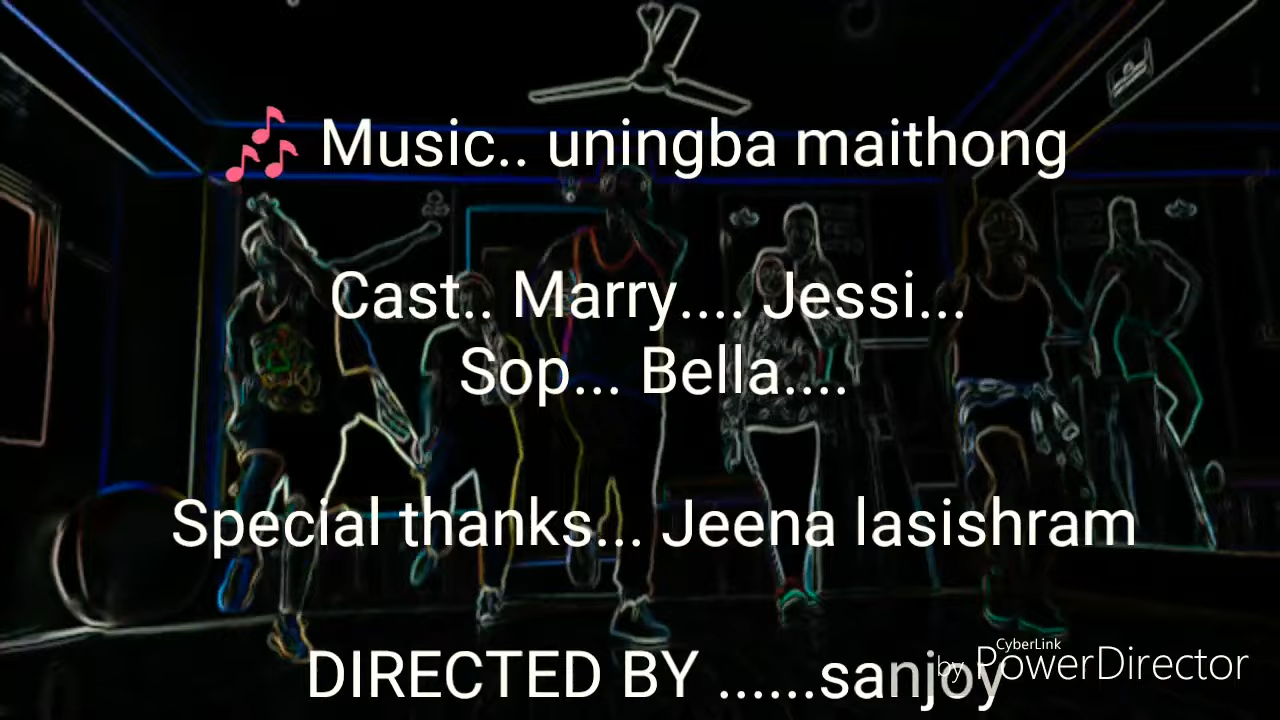 🎶 Music.. uningba maithong
Cast.. Marry.... Jessi...
Sop... Bella....
Special thanks... Jeena lasishram
DIRECTED BY ......sanjoy
CyberLink
by PowerDirector